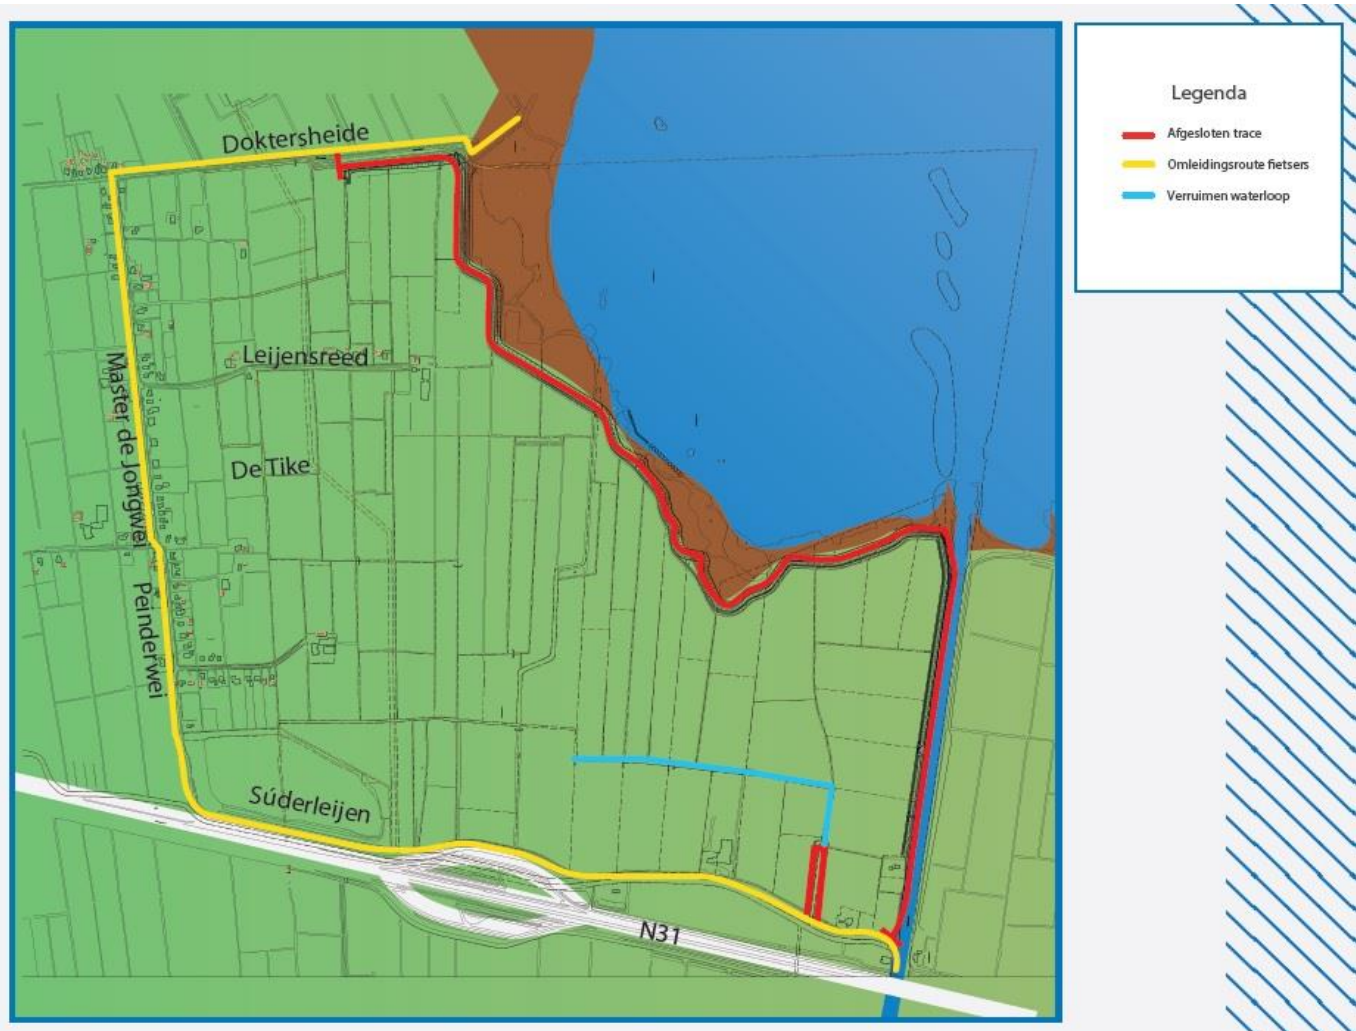 Doktersheide
Leijensreed
Master de Jongwei
De Tike
Peinderwei
Súderleijen
N31
Legenda
Afgesloten trace
Omleidingsroute fietsers
Verruimen waterloop